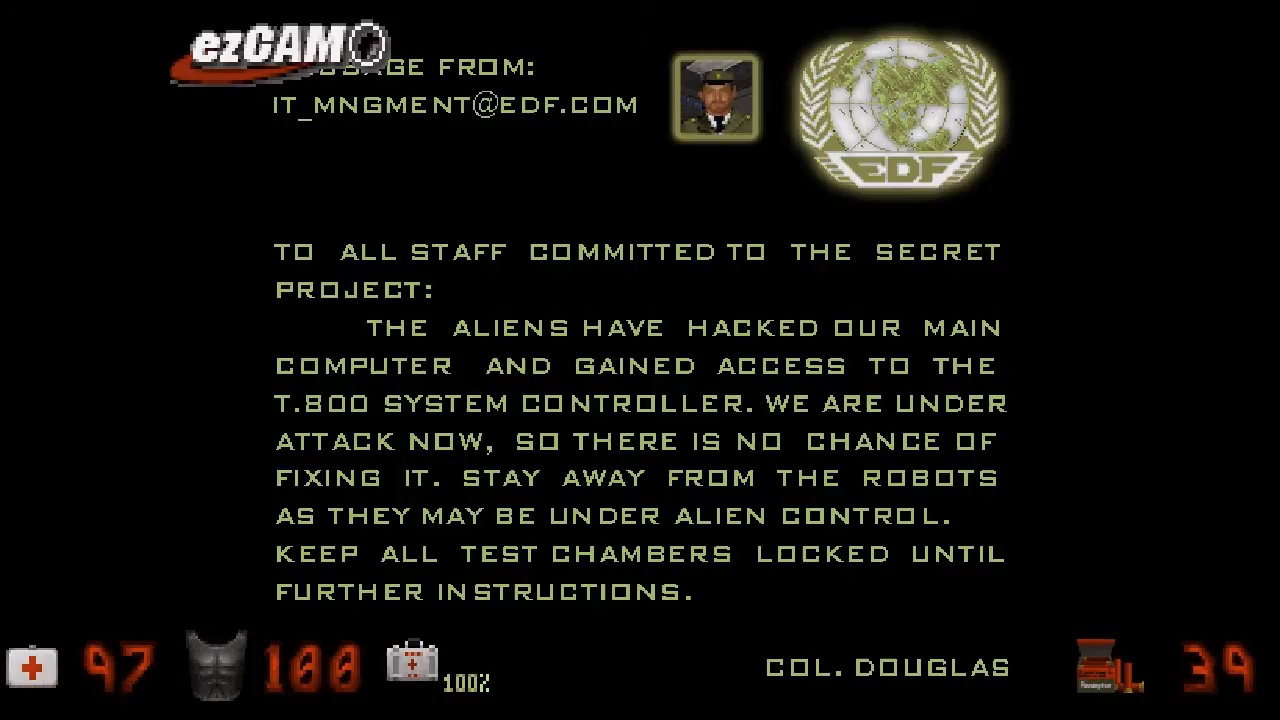 ezCAM
AGE FROM:
IT_MNGMENT@EDF.COM
EDF
TO ALL STAFF COMMITTED TO THE SECRET
PROJECT:
THE ALIENS HAVE HACKED OUR MAIN
COMPUTER AND GAINED ACCESS TO THE
T.800 SYSTEM CONTROLLER. WE ARE UNDER
ATTACK NOW, SO THERE IS NO CHANCE OF
FIXING IT. STAY AWAY FROM THE ROBOTS
AS THEY MAY BE UNDER ALIEN CONTROL.
KEEP ALL TEST CHAMBERS LOCKED UNTIL
FURTHER INSTRUCTIONS.
COL. DOUGLAS
97 100 100% 39